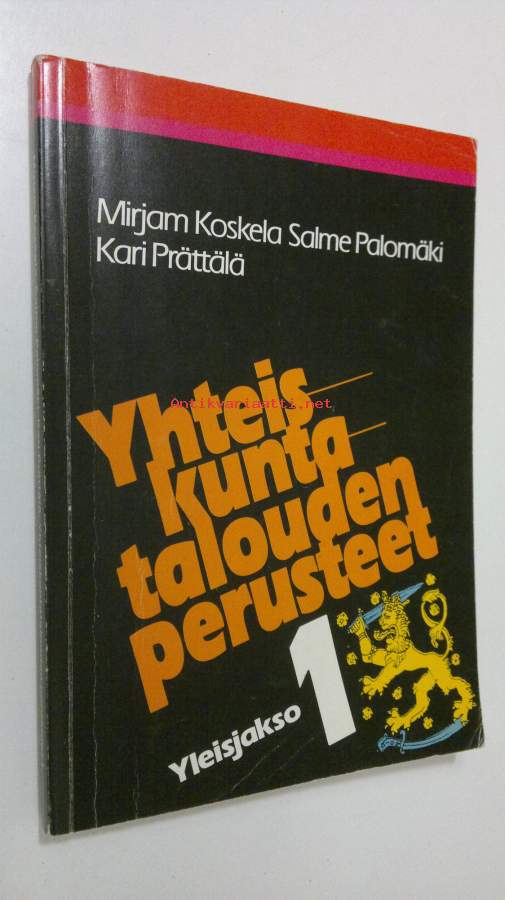 Mirjam Koskela Salme Palomäki
Kari Prättälä
Yhteis-
kunta-
talouden
perusteet
Yleisjakso 1
Antikvariaatti.net